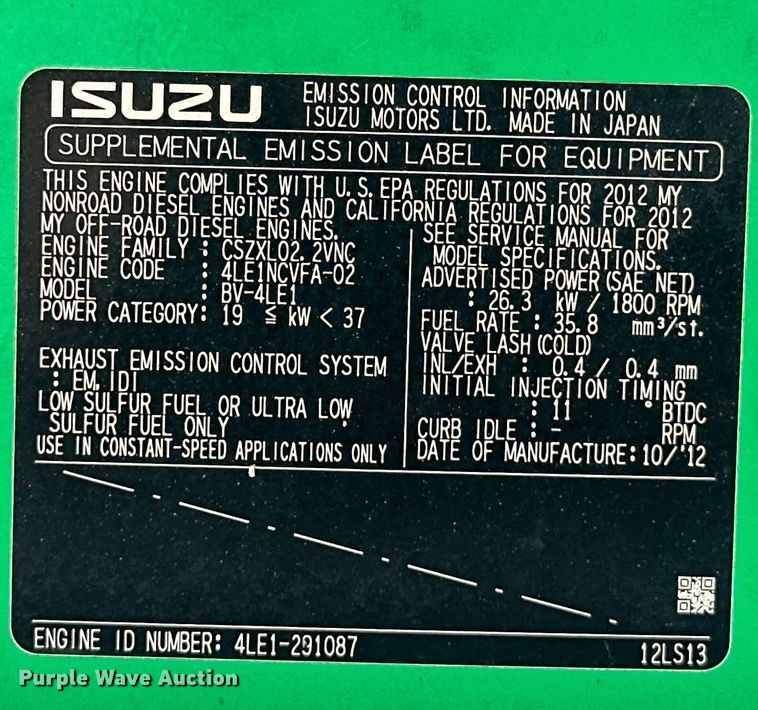 ISUZU
EMISSION CONTROL INFORMATION
ISUZU MOTORS LTD. MADE IN JAPAN
SUPPLEMENTAL EMISSION LABEL FOR EQUIPMENT
THIS ENGINE COMPLIES WITH U.S.EPA REGULATIONS FOR 2012 MY
NONROAD DIESEL ENGINES AND CALIFORNIA REGULATIONS FOR 2012
MY OFF-ROAD DIESEL ENGINES.
ENGINE FAMILY : CSZXL02.2VNC
ENGINE CODE : 4LE1NCVFA-02
MODEL : BV-4LE1
POWER CATEGORY: 19 ≦ kW < 37
EXHAUST EMISSION CONTROL SYSTEM
: EM, IDI
LOW SULFUR FUEL OR ULTRA LOW
SULFUR FUEL ONLY
USE IN CONSTANT-SPEED APPLICATIONS ONLY
SEE SERVICE MANUAL FOR
MODEL SPECIFICATIONS.
ADVERTISED POWER(SAE NET)
: 26.3 kW / 1800 RPM
FUEL RATE : 35.8 mm³/st.
VALVE LASH(COLD)
INL/EXH : 0.4 / 0.4 mm
INITIAL INJECTION TIMING
: 11 ° BTDC
CURB IDLE : - RPM
DATE OF MANUFACTURE: 10/'12
ENGINE ID NUMBER: 4LE1-291087
12LS13
Purple Wave Auction